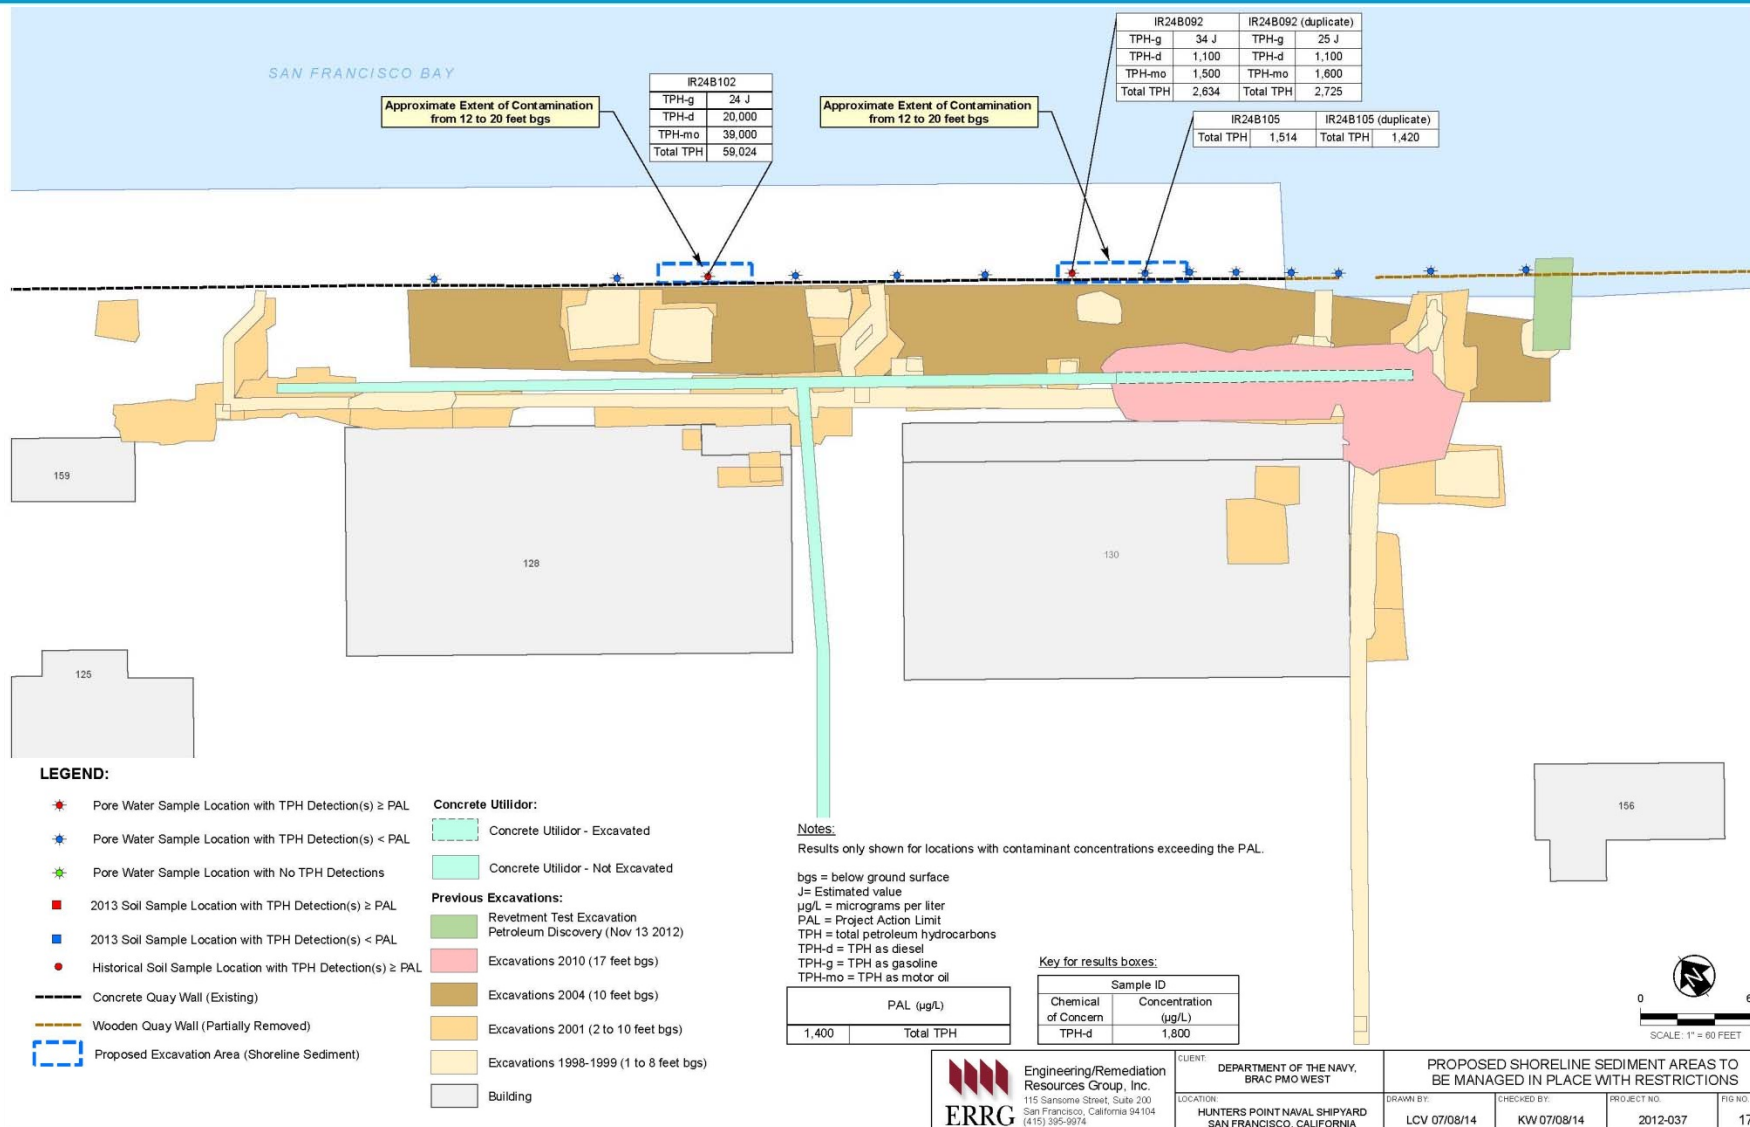 SAN FRANCISCO BAY
Approximate Extent of Contamination
from 12 to 20 feet bgs
IR24B102
TPH-g 24 J
TPH-d 20,000
TPH-mo 39,000
Total TPH 59,024
Approximate Extent of Contamination
from 12 to 20 feet bgs
IR24B092 IR24B092 (duplicate)
TPH-g 34 J TPH-g 25 J
TPH-d 1,100 TPH-d 1,100
TPH-mo 1,500 TPH-mo 1,600
Total TPH 2,634 Total TPH 2,725
IR24B105 IR24B105 (duplicate)
Total TPH 1,514 Total TPH 1,420
159
128
130
125
156
LEGEND:
Pore Water Sample Location with TPH Detection(s) ≥ PAL
Pore Water Sample Location with TPH Detection(s) < PAL
Pore Water Sample Location with No TPH Detections
2013 Soil Sample Location with TPH Detection(s) ≥ PAL
2013 Soil Sample Location with TPH Detection(s) < PAL
Historical Soil Sample Location with TPH Detection(s) ≥ PAL
Concrete Quay Wall (Existing)
Wooden Quay Wall (Partially Removed)
Proposed Excavation Area (Shoreline Sediment)
Concrete Utilidor:
Concrete Utilidor - Excavated
Concrete Utilidor - Not Excavated
Previous Excavations:
Revetment Test Excavation
Petroleum Discovery (Nov 13 2012)
Excavations 2010 (17 feet bgs)
Excavations 2004 (10 feet bgs)
Excavations 2001 (2 to 10 feet bgs)
Excavations 1998-1999 (1 to 8 feet bgs)
Building
Notes:
Results only shown for locations with contaminant concentrations exceeding the PAL.
bgs = below ground surface
J= Estimated value
µg/L = micrograms per liter
PAL = Project Action Limit
TPH = total petroleum hydrocarbons
TPH-d = TPH as diesel
TPH-g = TPH as gasoline
TPH-mo = TPH as motor oil
PAL (µg/L)
1,400 Total TPH
Key for results boxes:
Sample ID
Chemical Concentration
of Concern (µg/L)
TPH-d 1,800
N
0
SCALE: 1" = 60 FEET
ERRG
Engineering/Remediation
Resources Group, Inc.
115 Sansome Street, Suite 200
San Francisco, California 94104
(415) 395-9974
CLIENT:
DEPARTMENT OF THE NAVY,
BRAC PMO WEST
LOCATION:
HUNTERS POINT NAVAL SHIPYARD
SAN FRANCISCO, CALIFORNIA
PROPOSED SHORELINE SEDIMENT AREAS TO
BE MANAGED IN PLACE WITH RESTRICTIONS
DRAWN BY: CHECKED BY: PROJECT NO. FIG NO.
LCV 07/08/14 KW 07/08/14 2012-037 17